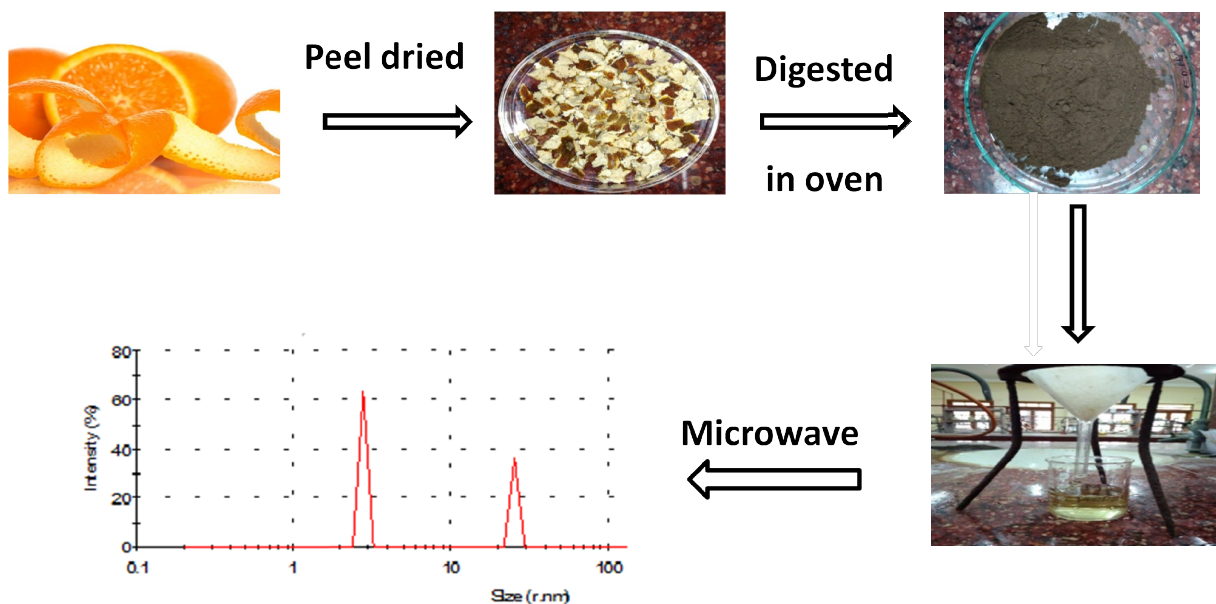 Peel dried
Digested
in oven
Microwave
80
60
40
20
0
Intensity (%)
0.1
1
10
100
Size (r.nm)